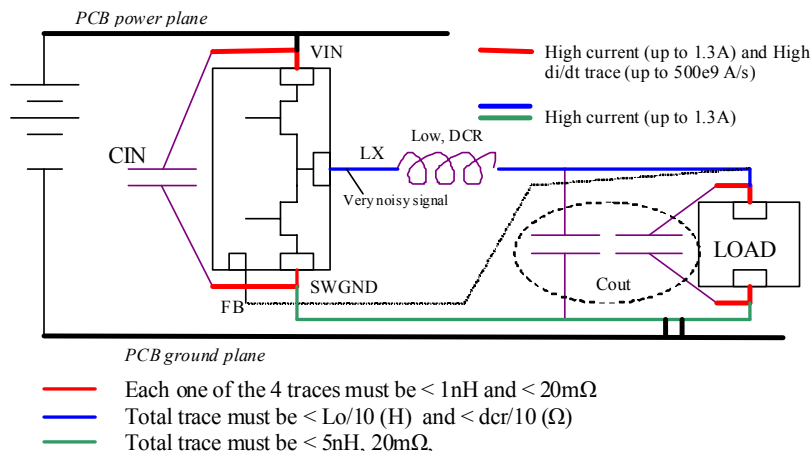 PCB power plane
VIN
High current (up to 1.3A) and High
di/dt trace (up to 500e9 A/s)
High current (up to 1.3A)
CIN
LX
Low, DCR
Very noisy signal
LOAD
Cout
SWGND
FB
PCB ground plane
Each one of the 4 traces must be < 1nH and < 20mΩ
Total trace must be < Lo/10 (H) and < dcr/10 (Ω)
Total trace must be < 5nH, 20mΩ,